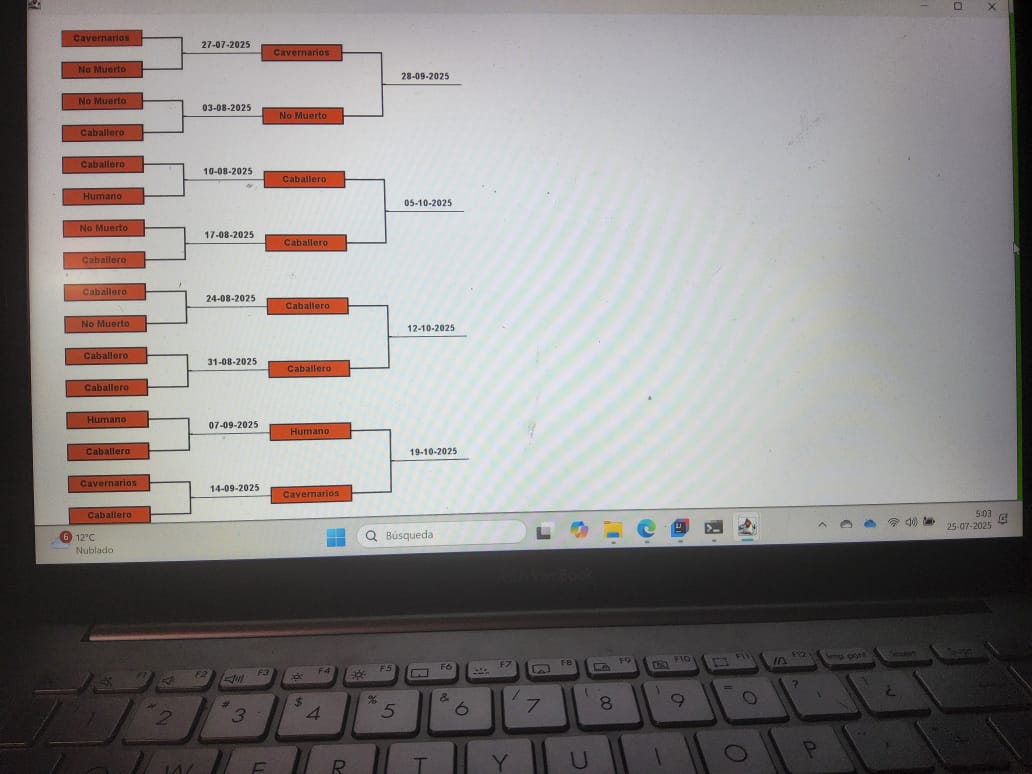 Cavernarios
27-07-2025
Cavernarios
No Muerto
28-09-2025
No Muerto
03-08-2025
No Muerto
Caballero
Caballero
10-08-2025
Caballero
Humano
05-10-2025
No Muerto
17-08-2025
Caballero
Caballero
Caballero
24-08-2025
Caballero
No Muerto
12-10-2025
Caballero
31-08-2025
Caballero
Caballero
Humano
07-09-2025
Humano
Caballero
19-10-2025
Cavernarios
14-09-2025
Cavernarios
Caballero
6
12°C
Nublado
Búsqueda
5:03
25-07-2025
F1 F2 F3 F4 F5 F6 F7 F8 F9 F10 F11 F12
" 2 # 3 $ 4 % 5 & 6 / 7 ( 8 ) 9 = 0 ? ¿
W E R T Y U I O P